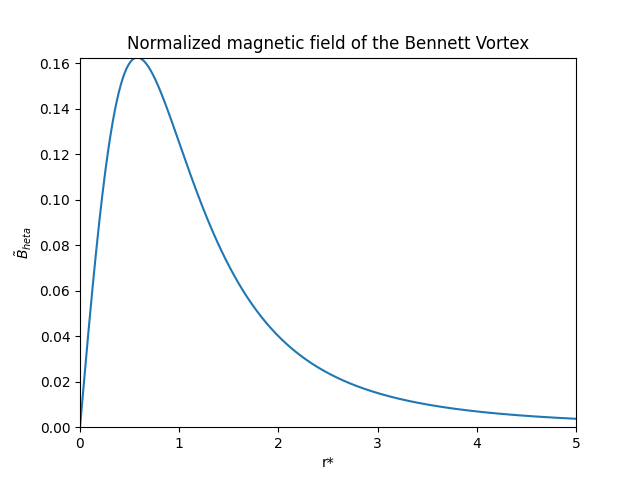 Normalized magnetic field of the Bennett Vortex
0.16
0.14
0.12
0.10
0.08
0.06
0.04
0.02
0.00
B̃_heta
0 1 2 3 4 5
r*